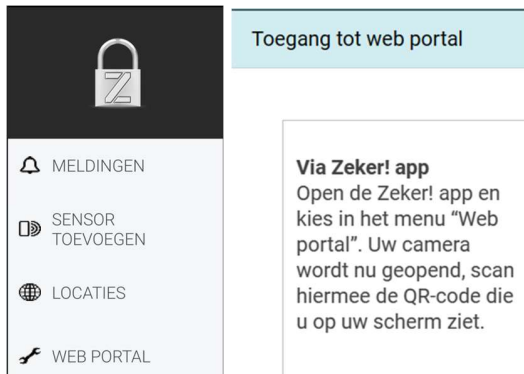 Z
MELDINGEN
SENSOR
TOEVOEGEN
LOCATIES
WEB PORTAL
Toegang tot web portal
Via Zeker! app
Open de Zeker! app en
kies in het menu “Web
portal”. Uw camera
wordt nu geopend, scan
hiermee de QR-code die
u op uw scherm ziet.